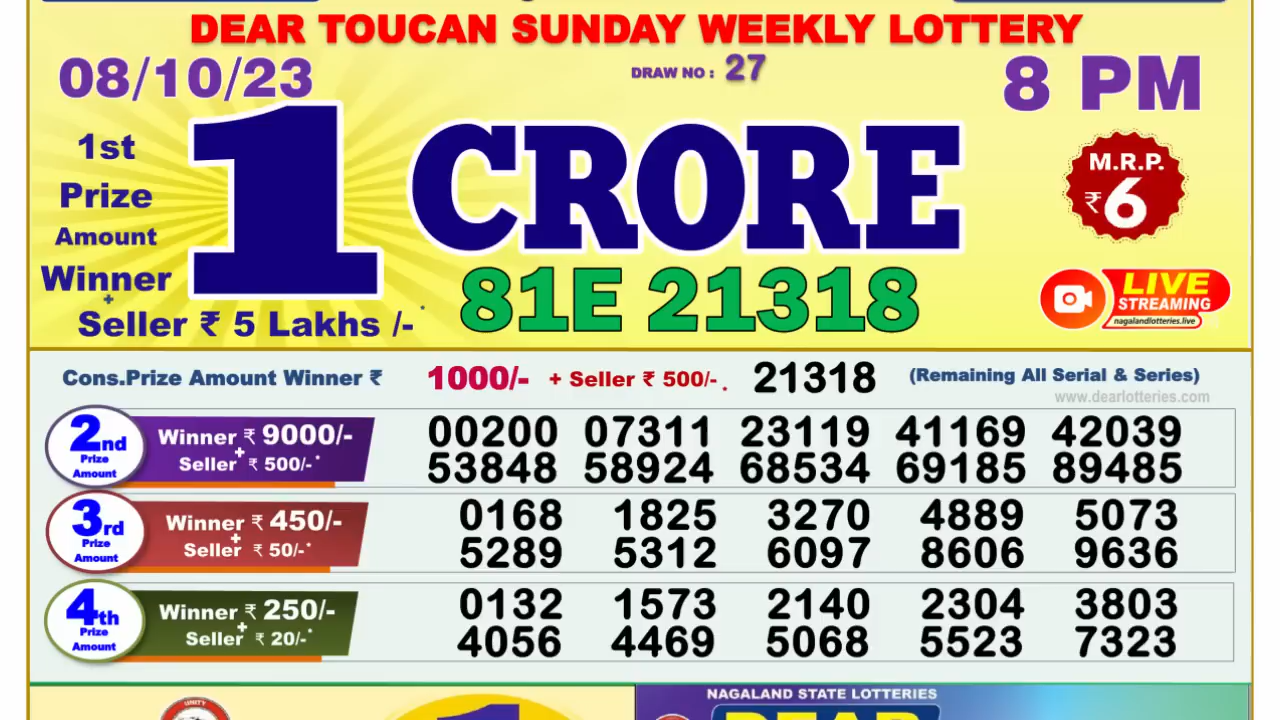 DEAR TOUCAN SUNDAY WEEKLY LOTTERY
08/10/23
DRAW NO : 27
8 PM
1st
Prize
Amount
Winner
+
Seller ₹ 5 Lakhs /-*
1 CRORE
81E 21318
M.R.P.
₹ 6
LIVE
STREAMING
nagalandlotteries.live
Cons.Prize Amount Winner ₹ 1000/- + Seller ₹ 500/-. 21318 (Remaining All Serial & Series)
www.dearlotteries.com
2nd
Prize
Amount
Winner ₹ 9000/-
+
Seller ₹ 500/-*
00200 07311 23119 41169 42039
53848 58924 68534 69185 89485
3rd
Prize
Amount
Winner ₹ 450/-
+
Seller ₹ 50/-*
0168 1825 3270 4889 5073
5289 5312 6097 8606 9636
4th
Prize
Amount
Winner ₹ 250/-
+
Seller ₹ 20/-*
0132 1573 2140 2304 3803
4056 4469 5068 5523 7323
UNITY
NAGALAND STATE LOTTERIES
DEAR